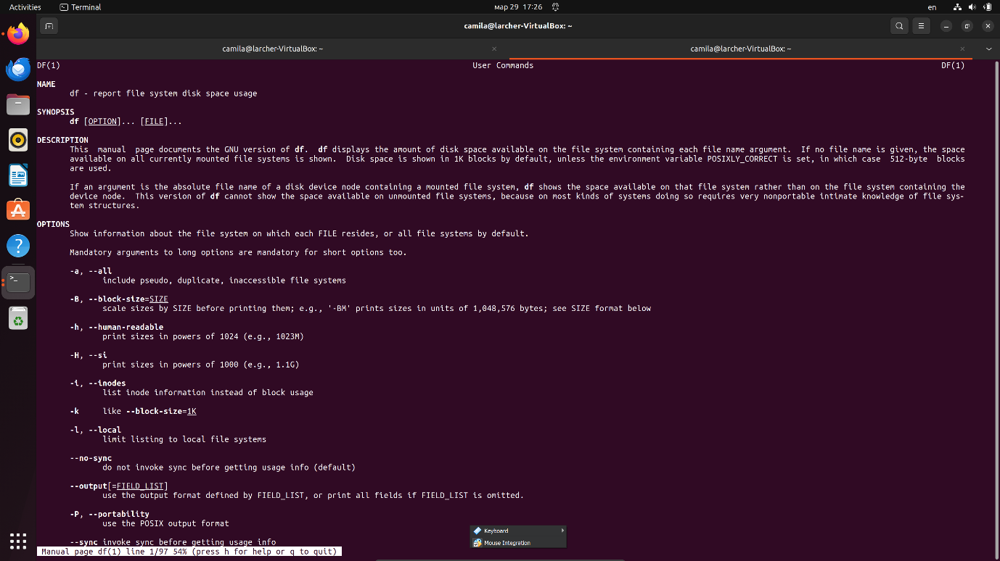 Activities Terminal мар 29 17:26 en
camila@larcher-VirtualBox: ~
camila@larcher-VirtualBox: ~ camila@larcher-VirtualBox: ~
DF(1) User Commands DF(1)
NAME
df - report file system disk space usage
SYNOPSIS
df [OPTION]... [FILE]...
DESCRIPTION
This manual page documents the GNU version of df. df displays the amount of disk space available on the file system containing each file name argument. If no file name is given, the space
available on all currently mounted file systems is shown. Disk space is shown in 1K blocks by default, unless the environment variable POSIXLY_CORRECT is set, in which case 512-byte blocks
are used.
If an argument is the absolute file name of a disk device node containing a mounted file system, df shows the space available on that file system rather than on the file system containing the
device node. This version of df cannot show the space available on unmounted file systems, because on most kinds of systems doing so requires very nonportable intimate knowledge of file sys-
tem structures.
OPTIONS
Show information about the file system on which each FILE resides, or all file systems by default.
Mandatory arguments to long options are mandatory for short options too.
-a, --all
include pseudo, duplicate, inaccessible file systems
-B, --block-size=SIZE
scale sizes by SIZE before printing them; e.g., '-BM' prints sizes in units of 1,048,576 bytes; see SIZE format below
-h, --human-readable
print sizes in powers of 1024 (e.g., 1023M)
-H, --si
print sizes in powers of 1000 (e.g., 1.1G)
-i, --inodes
list inode information instead of block usage
-k like --block-size=1K
-l, --local
limit listing to local file systems
--no-sync
do not invoke sync before getting usage info (default)
--output[=FIELD_LIST]
use the output format defined by FIELD_LIST, or print all fields if FIELD_LIST is omitted.
-P, --portability
use the POSIX output format
--sync invoke sync before getting usage info
Manual page df(1) line 1/97 54% (press h for help or q to quit)
Keyboard
Mouse Integration